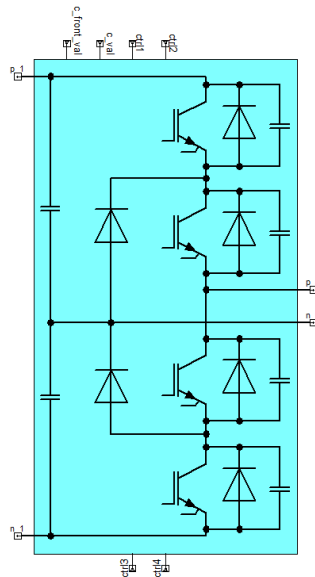 c_front_val
c_val
ctrl1
ctrl2
p_1
p
n
n_1
ctrl3
ctrl4